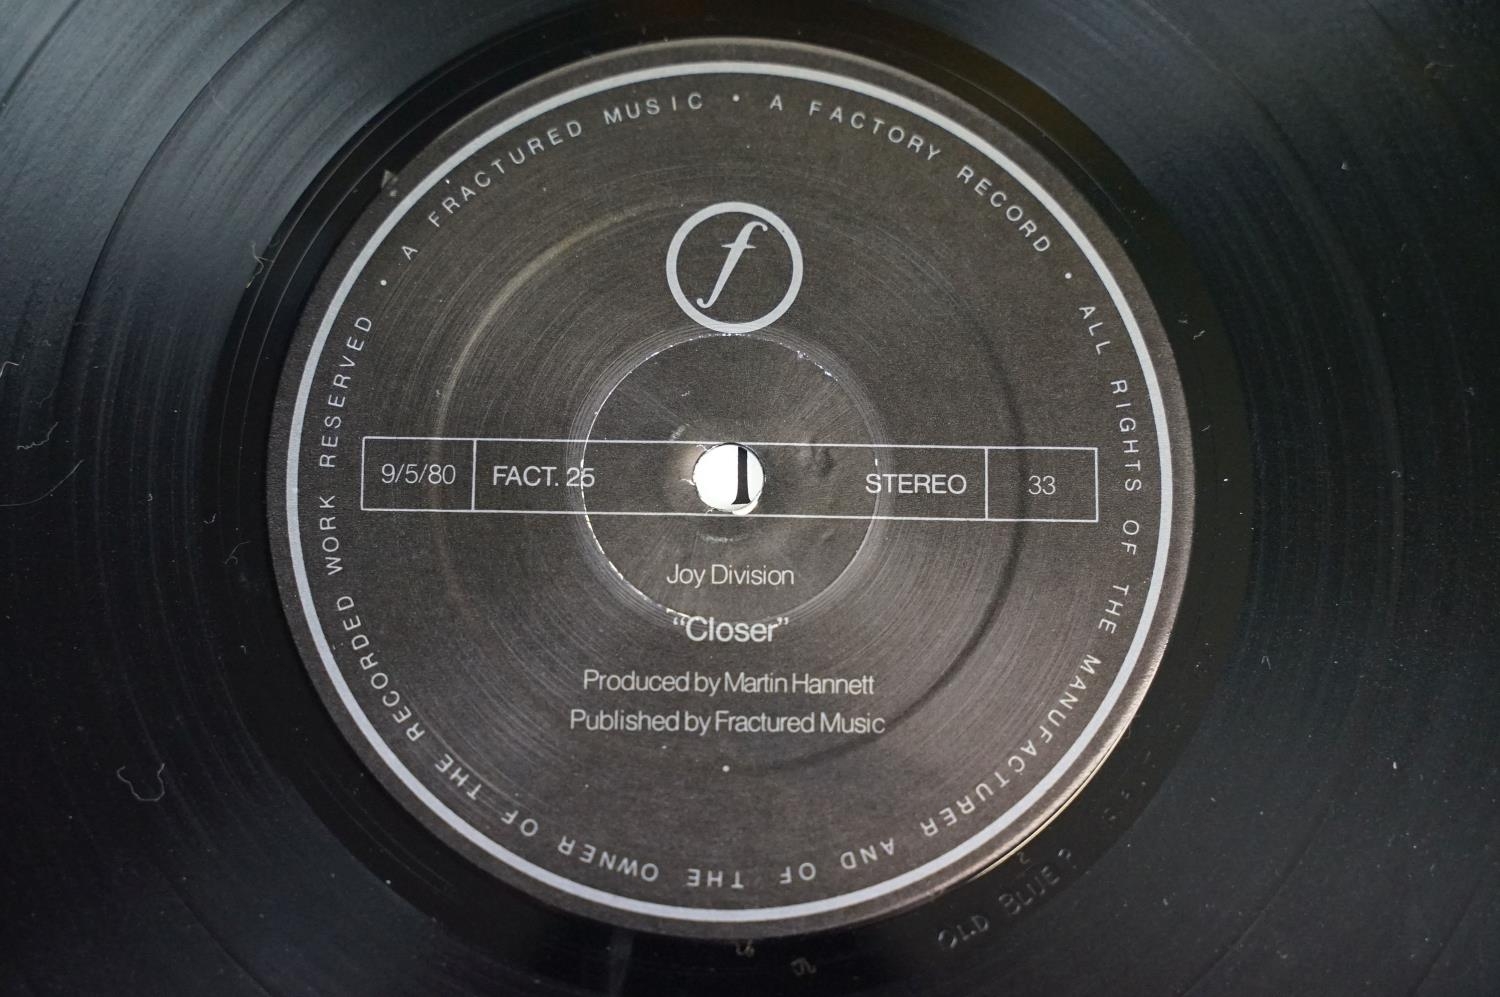 A FRACTURED MUSIC • A FACTORY RECORD • ALL RIGHTS OF THE MANUFACTURER AND OF THE OWNER OF THE RECORDED WORK RESERVED •
f
9/5/80 FACT. 25 STEREO 33
Joy Division
“Closer”
Produced by Martin Hannett
Published by Fractured Music
OLD BLUE ?